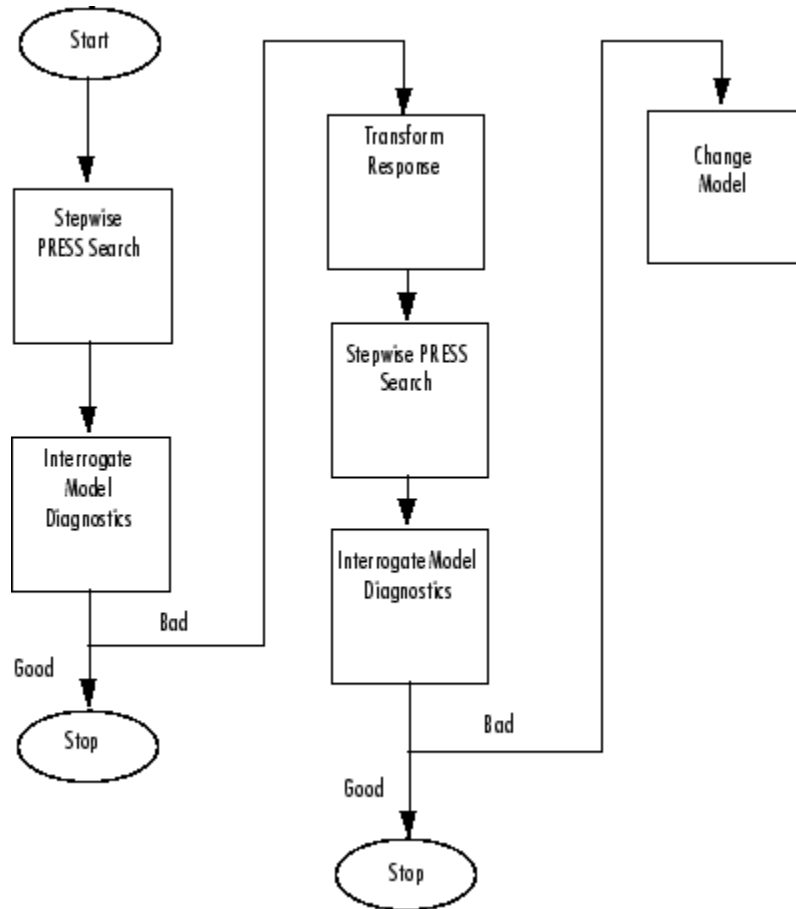 Start
Stepwise
PRESS Search
Interrogate
Model
Diagnostics
Bad
Good
Stop
Transform
Response
Stepwise PRESS
Search
Interrogate Model
Diagnostics
Bad
Good
Stop
Change
Model